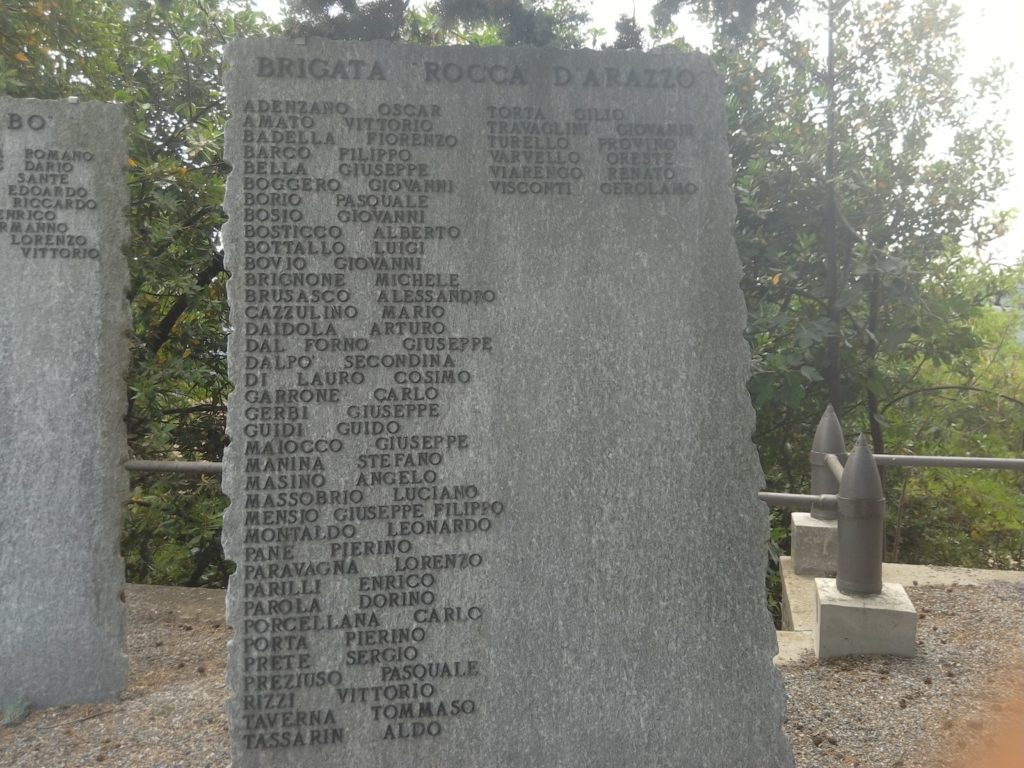 BO'
ROMANO
DARIO
SANTE
EDOARDO
RICCARDO
ENRICO
LORENZO
VITTORIO
BRIGATA ROCCA D'ARAZZO
ADENZANO OSCAR
AMATO VITTORIO
BADELLA FIORENZO
BARCO FILIPPO
BELLA GIUSEPPE
BOGGERO GIOVANNI
BORIO PASQUALE
BOSIO GIOVANNI
BOSTICCO ALBERTO
BOTTALLO LUIGI
BOVIO GIOVANNI
BRIGNONE MICHELE
BRUSASCO ALESSANDRO
CAZZULINO MARIO
DAIDOLA ARTURO
DAL FORNO GIUSEPPE
DALPO' SECONDINA
DI LAURO COSIMO
GARRONE CARLO
GERBI GIUSEPPE
GUIDI GUIDO
MAIOCCO GIUSEPPE
MANINA STEFANO
MASINO ANGELO
MASSOBRIO LUCIANO
MENSIO GIUSEPPE FILIPPO
MONTALDO LEONARDO
PANE PIERINO
PARAVAGNA LORENZO
PARILLI ENRICO
PAROLA DORINO
PORCELLANA CARLO
PORTA PIERINO
PRETE SERGIO
PREZIUSO PASQUALE
RIZZI VITTORIO
TAVERNA TOMMASO
TASSARIN ALDO
TORTA GILIO
TRAVAGLINI GIOVANIR
TURELLO PROVINO
VARVELLO ORESTE
VIARENGO RENATO
VISCONTI GEROLAMO